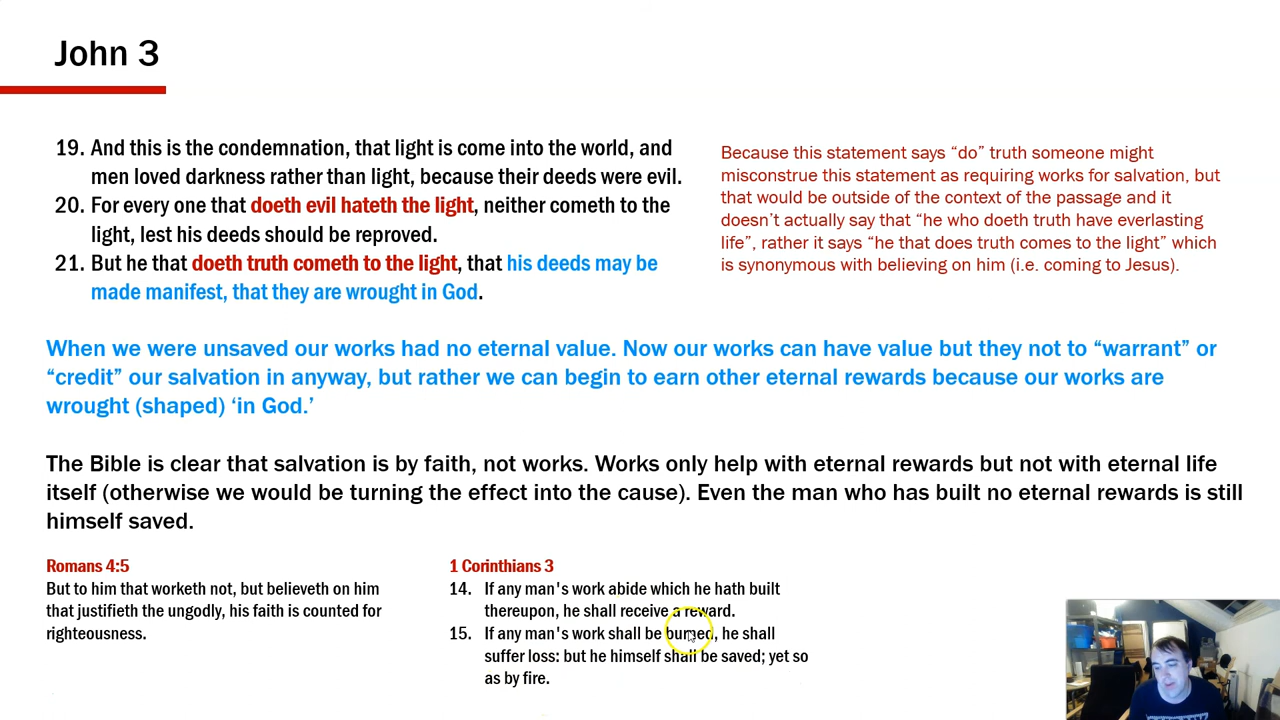 John 3
19. And this is the condemnation, that light is come into the world, and
men loved darkness rather than light, because their deeds were evil.
20. For every one that doeth evil hateth the light, neither cometh to the
light, lest his deeds should be reproved.
21. But he that doeth truth cometh to the light, that his deeds may be
made manifest, that they are wrought in God.
Because this statement says “do” truth someone might
misconstrue this statement as requiring works for salvation, but
that would be outside of the context of the passage and it
doesn’t actually say that “he who doeth truth have everlasting
life”, rather it says “he that does truth comes to the light” which
is synonymous with believing on him (i.e. coming to Jesus).
When we were unsaved our works had no eternal value. Now our works can have value but they not to “warrant” or
“credit” our salvation in anyway, but rather we can begin to earn other eternal rewards because our works are
wrought (shaped) ‘in God.’
The Bible is clear that salvation is by faith, not works. Works only help with eternal rewards but not with eternal life
itself (otherwise we would be turning the effect into the cause). Even the man who has built no eternal rewards is still
himself saved.
Romans 4:5
But to him that worketh not, but believeth on him
that justifieth the ungodly, his faith is counted for
righteousness.
1 Corinthians 3
14. If any man's work abide which he hath built
thereupon, he shall receive a reward.
15. If any man's work shall be burned, he shall
suffer loss: but he himself shall be saved; yet so
as by fire.